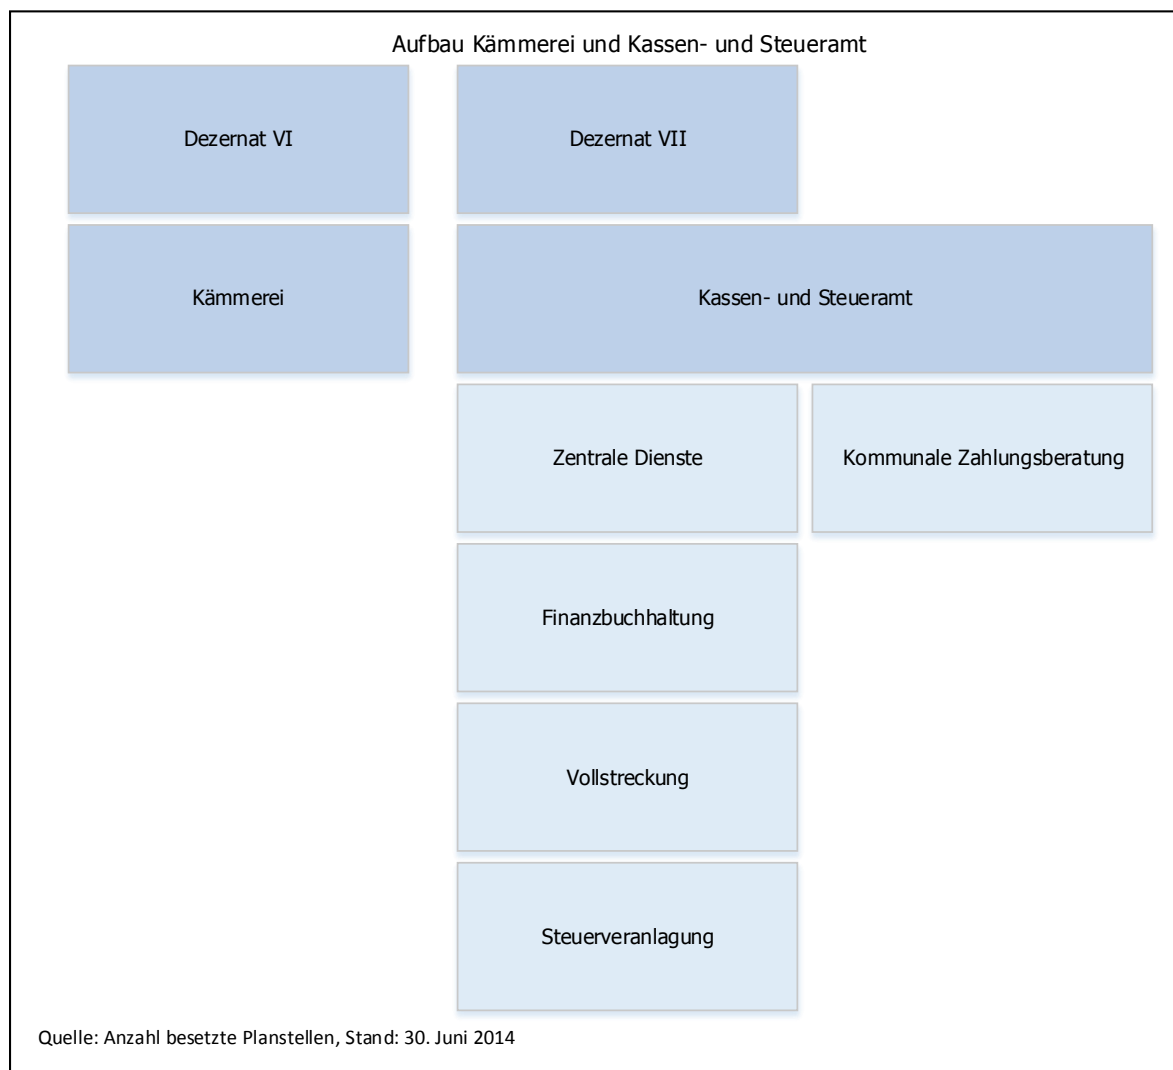 Aufbau Kämmerei und Kassen- und Steueramt
Dezernat VI
Dezernat VII
Kämmerei
Kassen- und Steueramt
Zentrale Dienste
Kommunale Zahlungsberatung
Finanzbuchhaltung
Vollstreckung
Steuerveranlagung
Quelle: Anzahl besetzte Planstellen, Stand: 30. Juni 2014